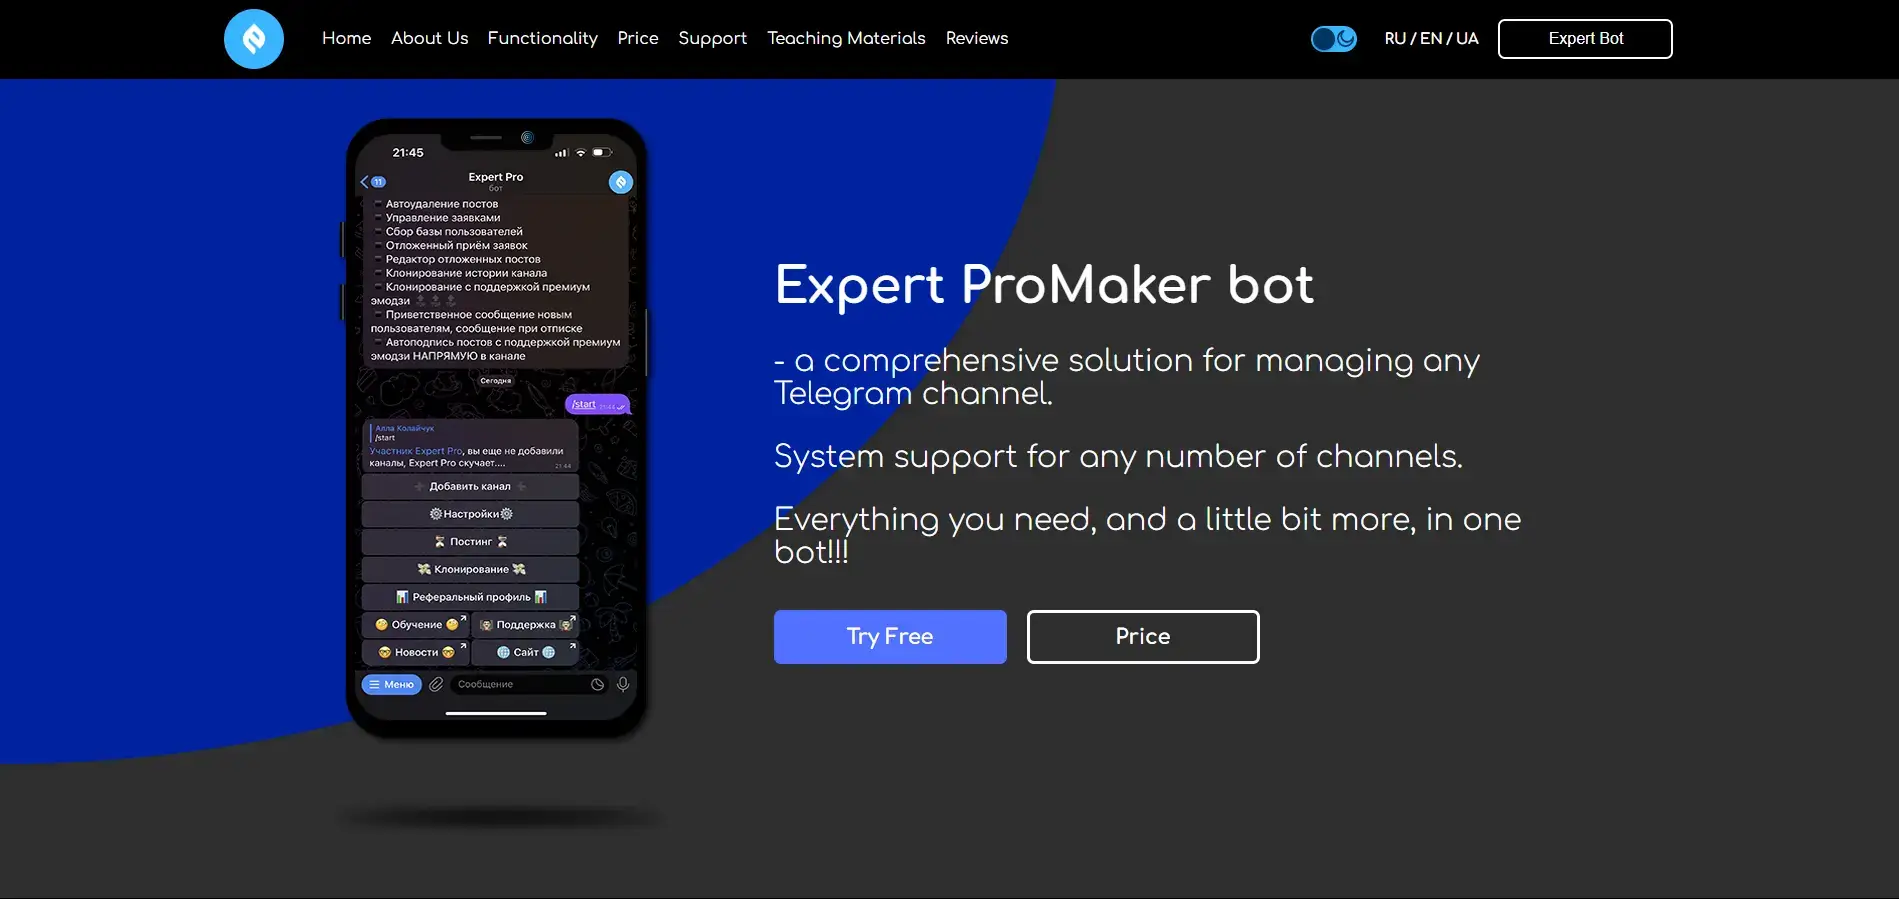 Home About Us Functionality Price Support Teaching Materials Reviews
RU / EN / UA
Expert Bot
21:45
11
Expert Pro
бот
Автоудаление постов
Управление заявками
Сбор базы пользователей
Отложенный приём заявок
Редактор отложенных постов
Клонирование истории канала
Клонирование с поддержкой премиум
эмодзи
Приветственное сообщение новым
пользователям, сообщение при отписке
Автоподпись постов с поддержкой премиум
эмодзи НАПРЯМУЮ в канале
Сегодня
/start 21:44
Алла Колайчук
/start
Участник Expert Pro, вы еще не добавили
каналы, Expert Pro скучает....
21:44
Добавить канал
Настройки
Постинг
Клонирование
Реферальный профиль
Обучение Поддержка
Новости Сайт
Меню Сообщение
Expert ProMaker bot
- a comprehensive solution for managing any
Telegram channel.
System support for any number of channels.
Everything you need, and a little bit more, in one
bot!!!
Try Free Price